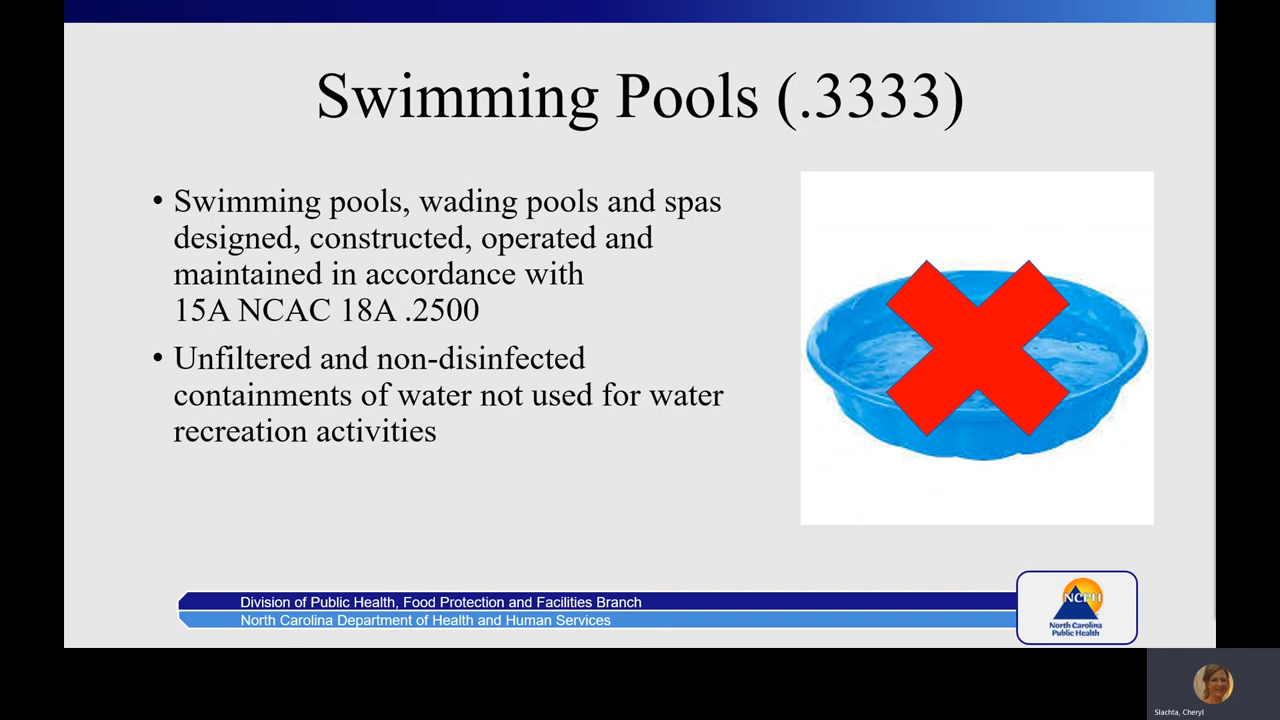 Swimming Pools (.3333)
• Swimming pools, wading pools and spas
designed, constructed, operated and
maintained in accordance with
15A NCAC 18A .2500
• Unfiltered and non-disinfected
containments of water not used for water
recreation activities
Division of Public Health, Food Protection and Facilities Branch
North Carolina Department of Health and Human Services
NCPH
North Carolina
Public Health
Slachta, Cheryl